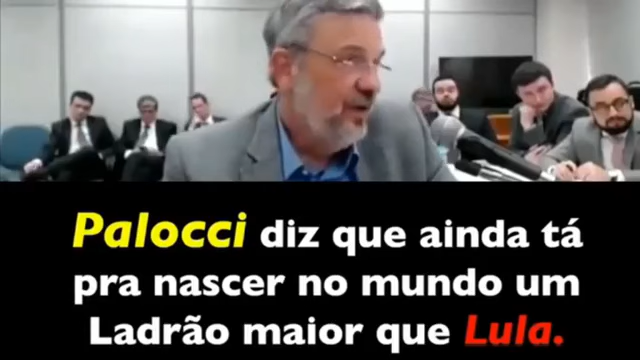 Palocci diz que ainda tá
pra nascer no mundo um
Ladrão maior que Lula.